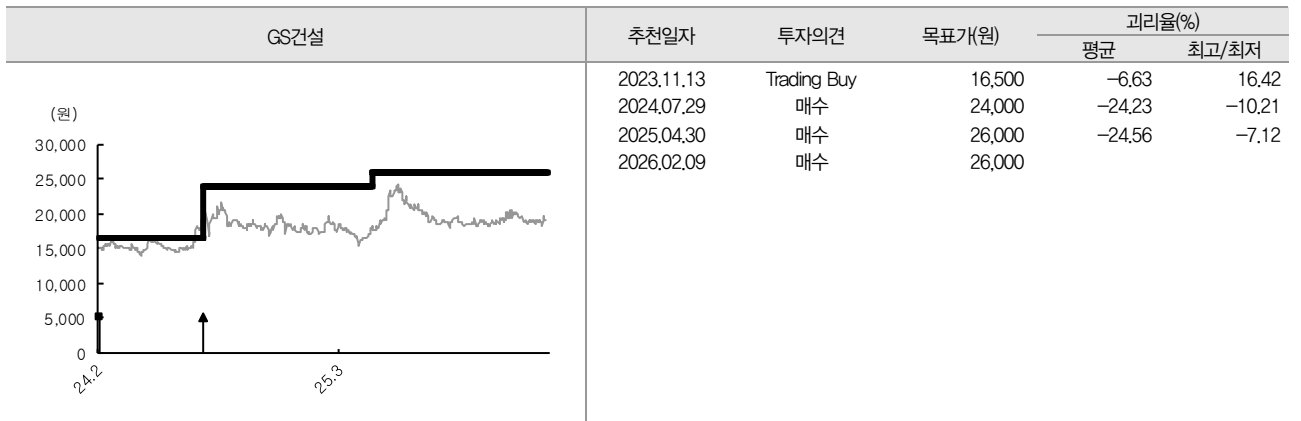 GS건설 추천일자 투자의견 목표가(원) 괴리율(%)
평균 최고/최저
2023.11.13 Trading Buy 16,500 -6.63 16.42
2024.07.29 매수 24,000 -24.23 -10.21
2025.04.30 매수 26,000 -24.56 -7.12
2026.02.09 매수 26,000
(원)
30,000
25,000
20,000
15,000
10,000
5,000
0
24.2 25.3